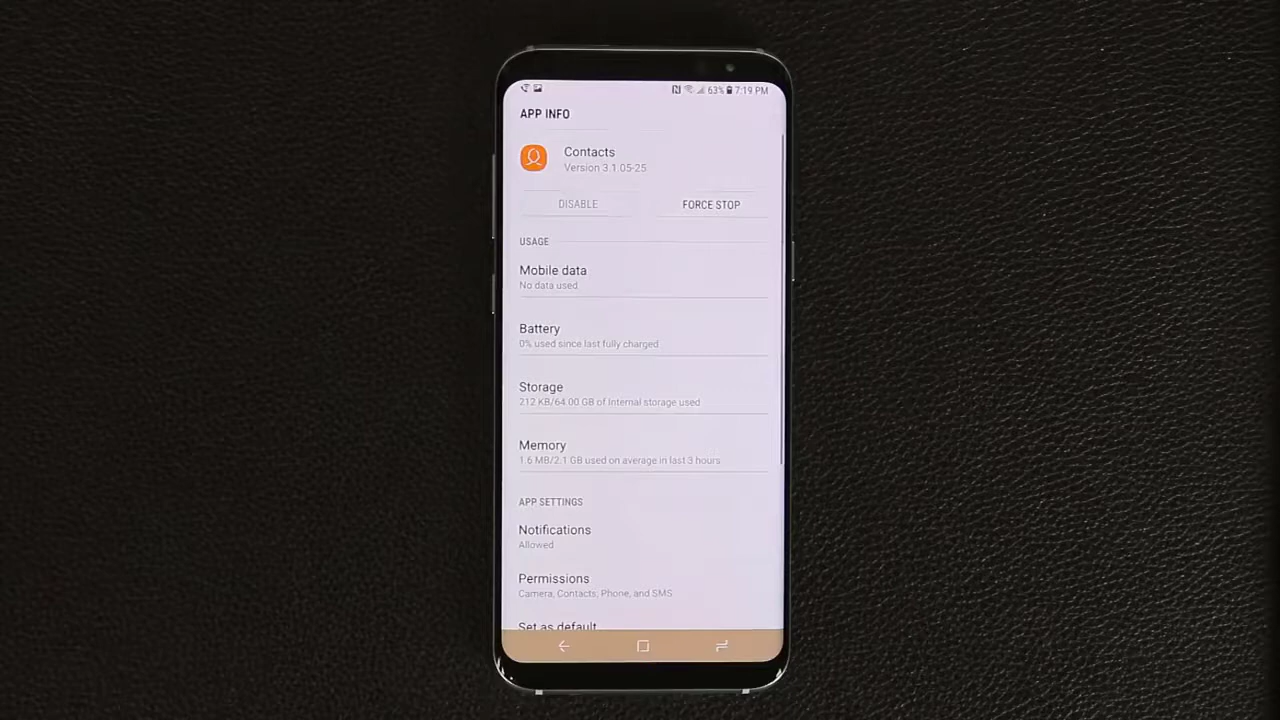 63% 7:19 PM
APP INFO
Contacts
Version 3.1.05-25
DISABLE FORCE STOP
USAGE
Mobile data
No data used
Battery
0% used since last fully charged
Storage
212 KB/64.00 GB of Internal storage used
Memory
1.6 MB/2.1 GB used on average in last 3 hours
APP SETTINGS
Notifications
Allowed
Permissions
Camera, Contacts, Phone, and SMS
Set as default